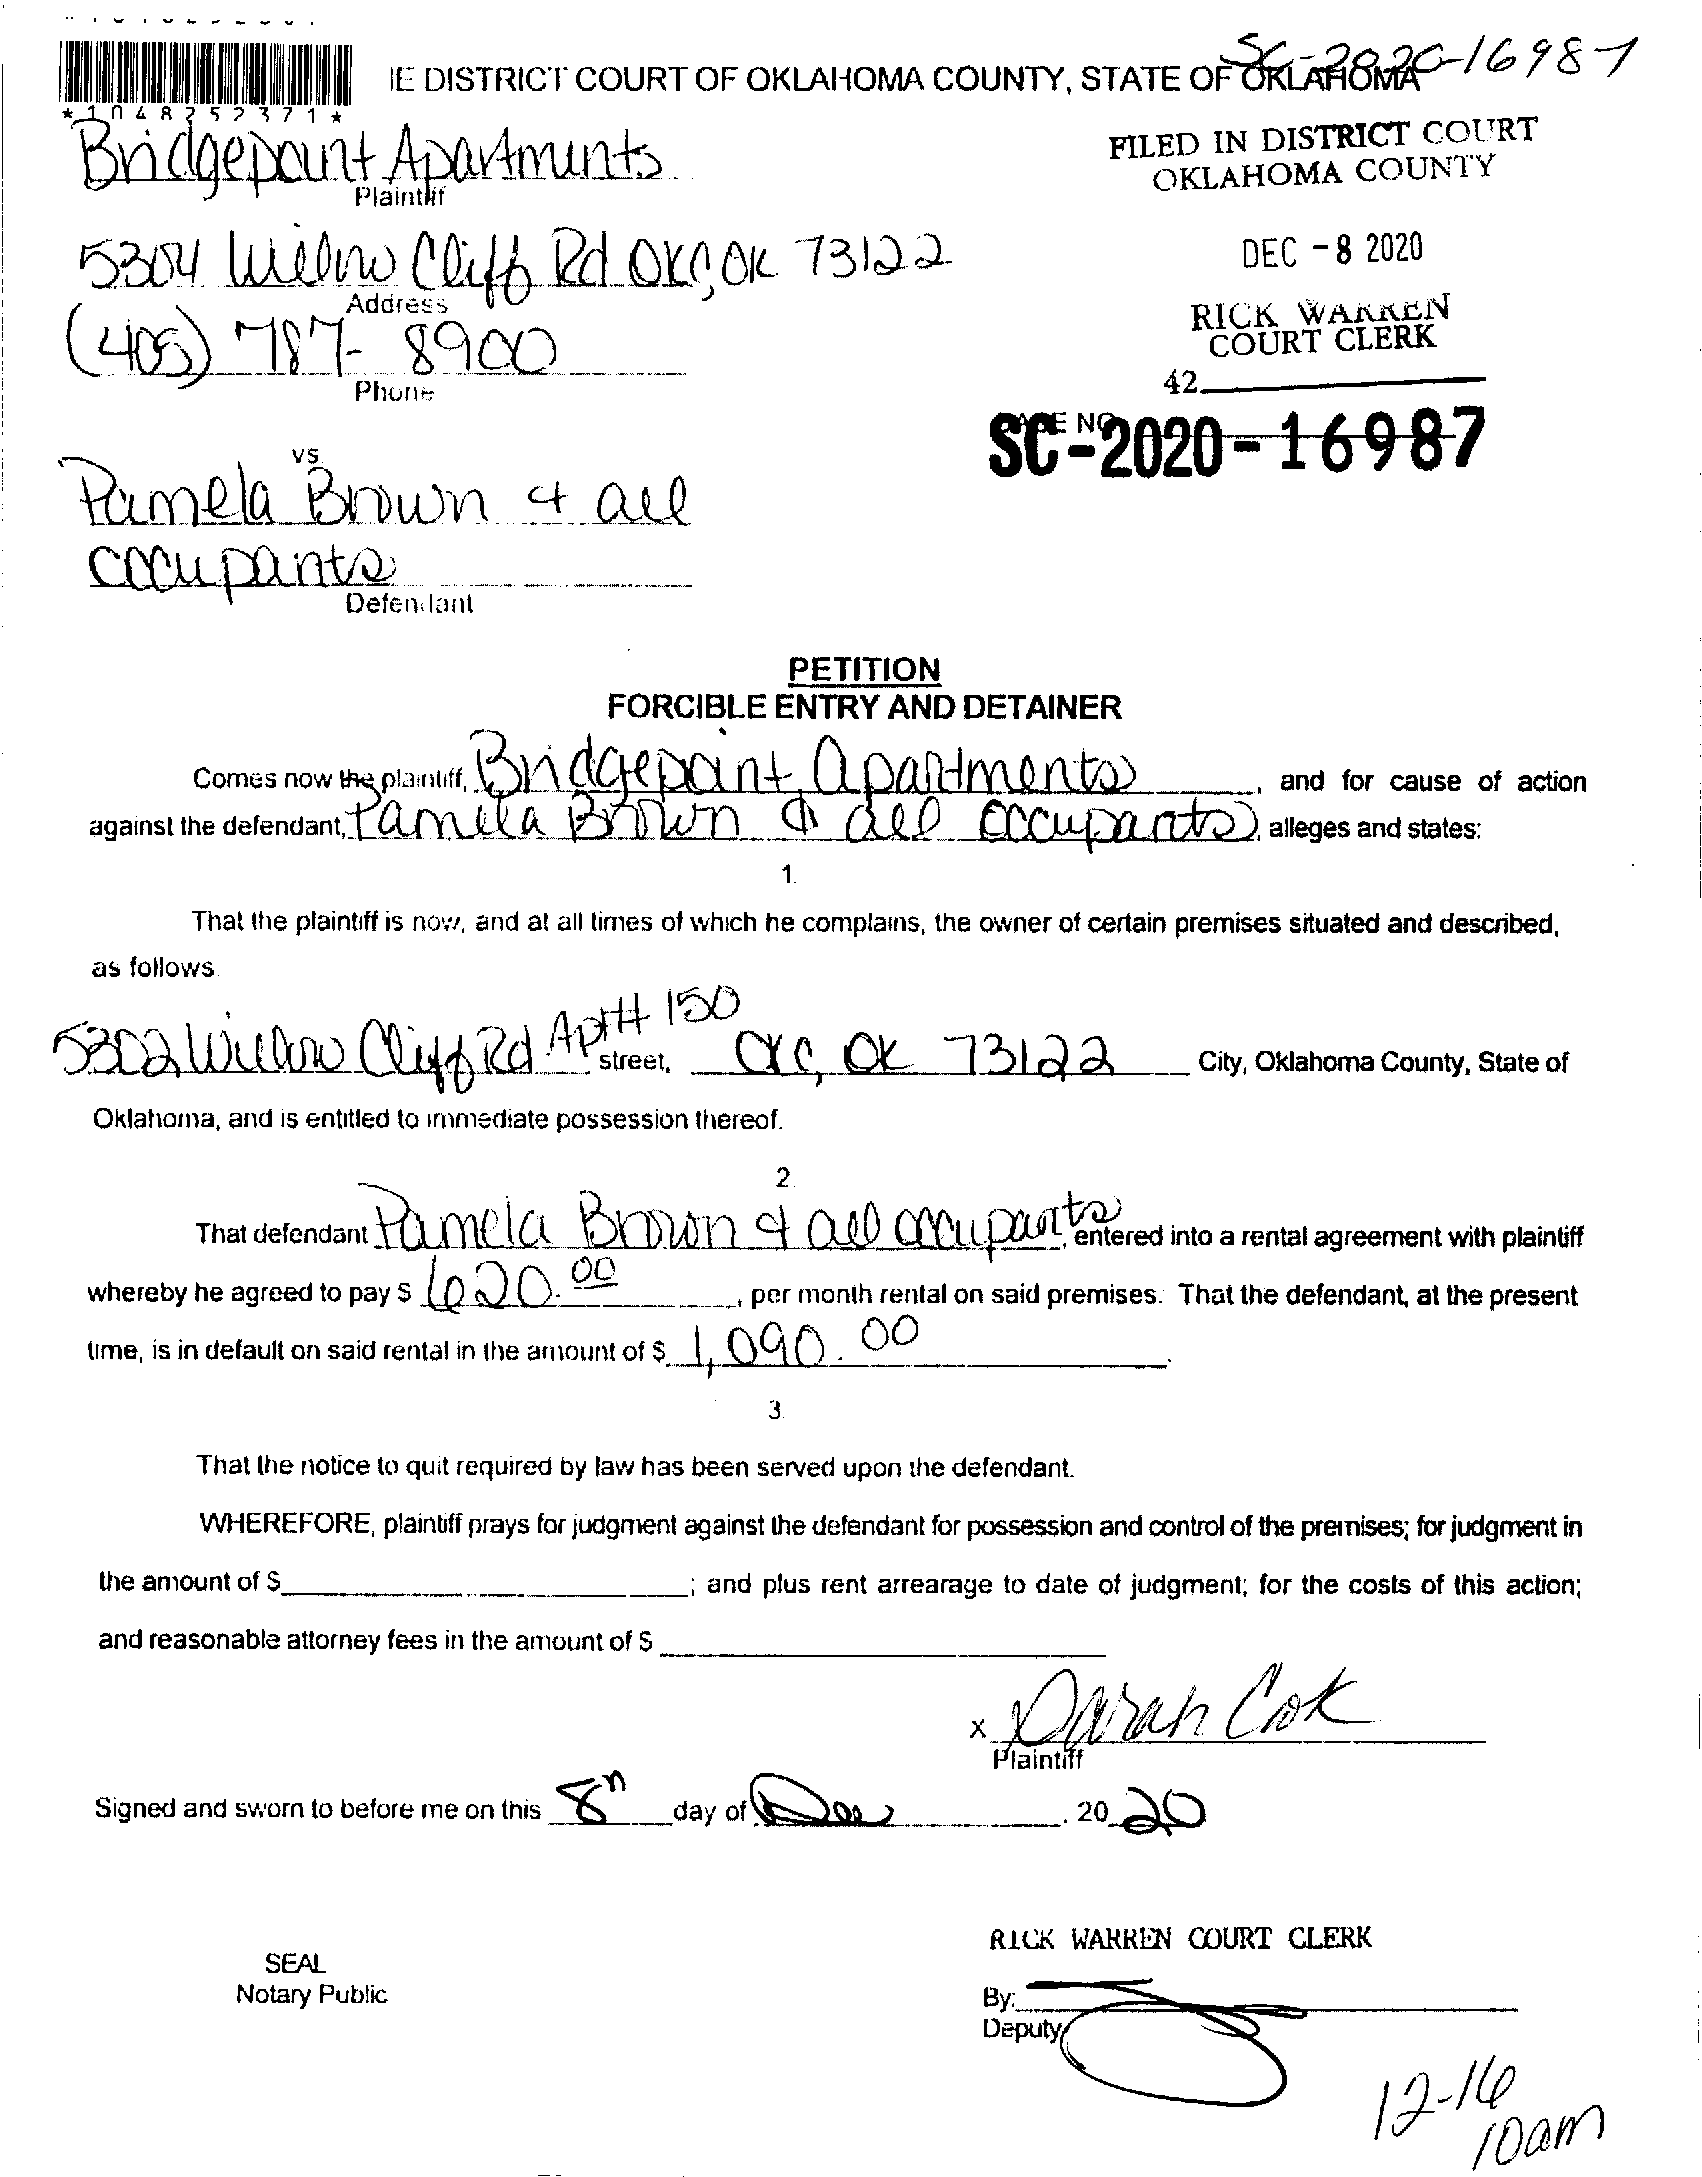 SC-2020-16987
*1048252371*
IE DISTRICT COURT OF OKLAHOMA COUNTY, STATE OF OKLAHOMA
FILED IN DISTRICT COURT
OKLAHOMA COUNTY
Bridgepoint Apartments
Plaintiff
5304 Willow Cliff Rd OKC, OK 73122
Address
DEC -8 2020
(405) 787-8900
Phone
RICK WARREN
COURT CLERK
42
SC-2020-16987
vs.
Pamela Brown & all
occupants
Defendant
PETITION
FORCIBLE ENTRY AND DETAINER
Comes now the plaintiff, Bridgepoint Apartments, and for cause of action
against the defendant, Pamela Brown & all occupants, alleges and states:
1.
That the plaintiff is now, and at all times of which he complains, the owner of certain premises situated and described,
as follows.
5302 Willow Cliff Rd Apt# 150 street, OKC, OK 73122 City, Oklahoma County, State of
Oklahoma, and is entitled to immediate possession thereof.
2.
That defendant Pamela Brown & all occupants, entered into a rental agreement with plaintiff
whereby he agreed to pay $ 620.00, per month rental on said premises. That the defendant, at the present
time, is in default on said rental in the amount of $ 1,090.00.
3.
That the notice to quit required by law has been served upon the defendant.
WHEREFORE, plaintiff prays for judgment against the defendant for possession and control of the premises; for judgment in
the amount of $ ; and plus rent arrearage to date of judgment; for the costs of this action;
and reasonable attorney fees in the amount of $
x Sarah Cok
Plaintiff
Signed and sworn to before me on this 8th day of Dec, 20 20
RICK WARREN COURT CLERK
SEAL
Notary Public
By:
Deputy
12-16
10am